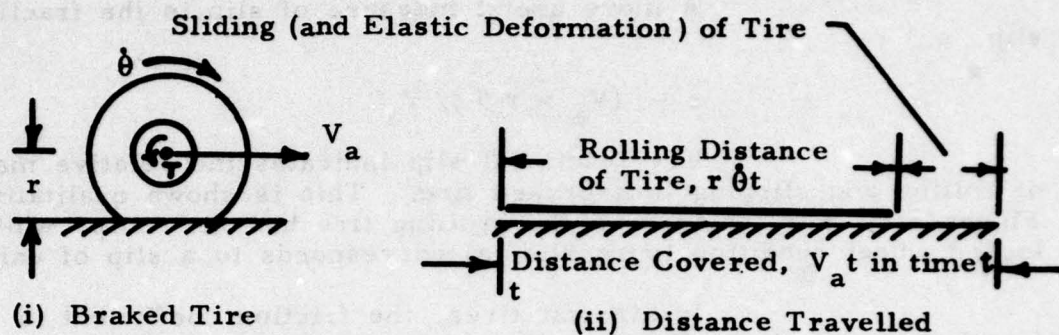 Sliding (and Elastic Deformation) of Tire
θ̇
V
a
r
T
Rolling Distance
of Tire, r θ̇t
Distance Covered, V_a t in time t
t
(i) Braked Tire
(ii) Distance Travelled